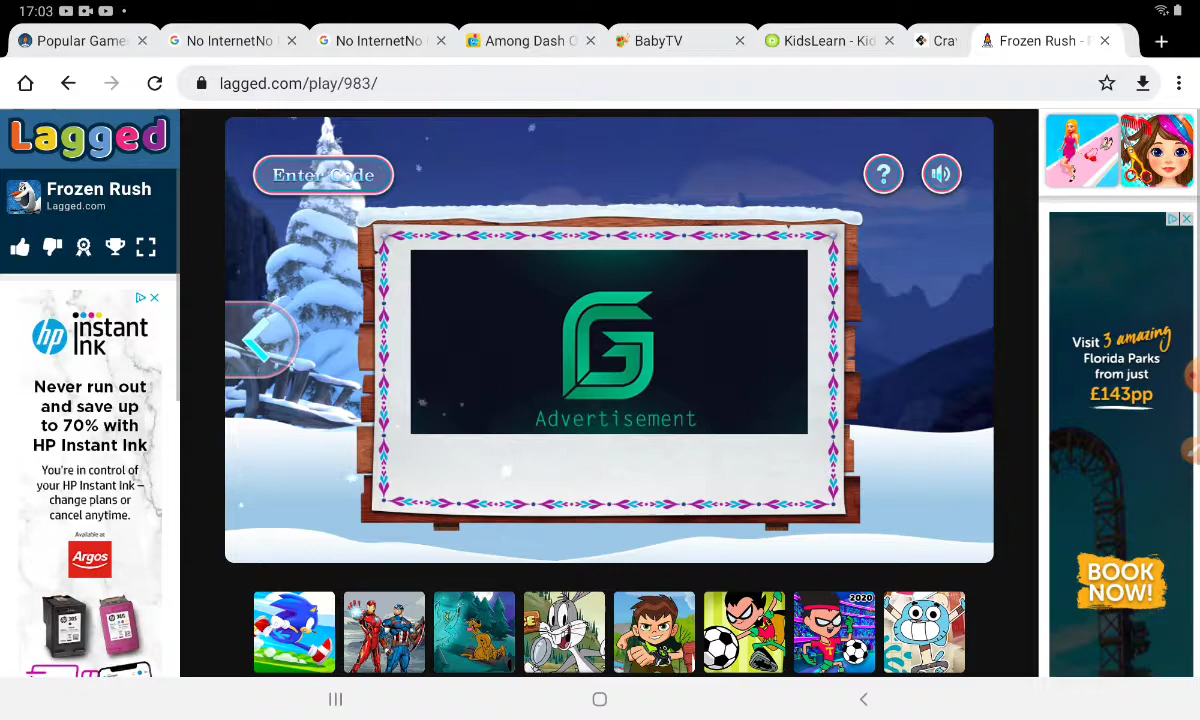 17:03
Popular Game
No InternetNo
No InternetNo
Among Dash O
BabyTV
KidsLearn - Kid
Cra
Frozen Rush -
lagged.com/play/983/
Lagged
Frozen Rush
Lagged.com
hp instant ink
Never run out
and save up
to 70% with
HP Instant Ink
You're in control of
your HP Instant Ink –
change plans or
cancel anytime.
Available at
Argos
305
305
Enter Code
?
Advertisement
2020
Visit 3 amazing
Florida Parks
from just
£143pp
BOOK
NOW!